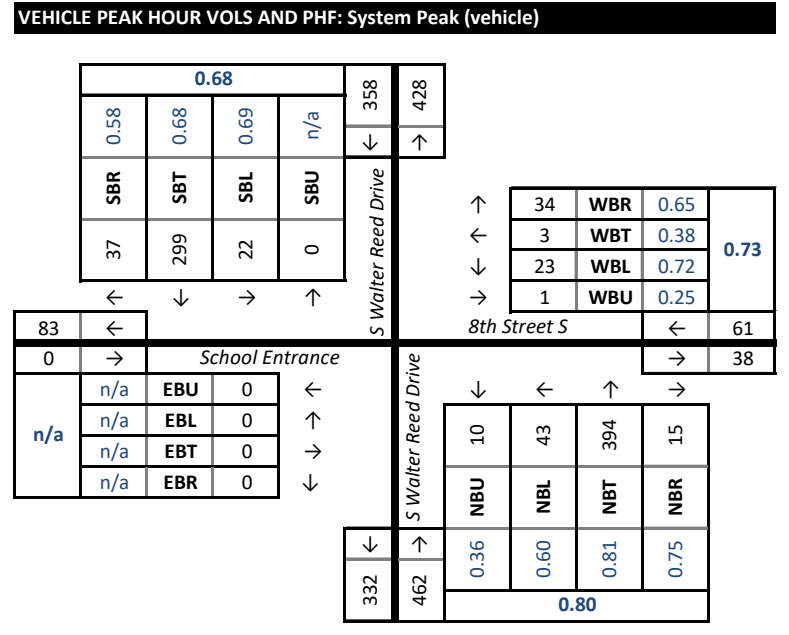 VEHICLE PEAK HOUR VOLS AND PHF: System Peak (vehicle)
0.68
0.58 0.68 0.69 n/a
358 428
↓ ↑
SBR SBT SBL SBU
37 299 22 0
← ↓ → ↑
S Walter Reed Drive
↑ 34 WBR 0.65
← 3 WBT 0.38
↓ 23 WBL 0.72
→ 1 WBU 0.25
0.73
83 ←
8th Street S
← 61
0 →
School Entrance
→ 38
n/a
n/a EBU 0 ←
n/a EBL 0 ↑
n/a EBT 0 →
n/a EBR 0 ↓
S Walter Reed Drive
↓ ← ↑ →
10 43 394 15
NBU NBL NBT NBR
0.36 0.60 0.81 0.75
↓ ↑
332 462
0.80